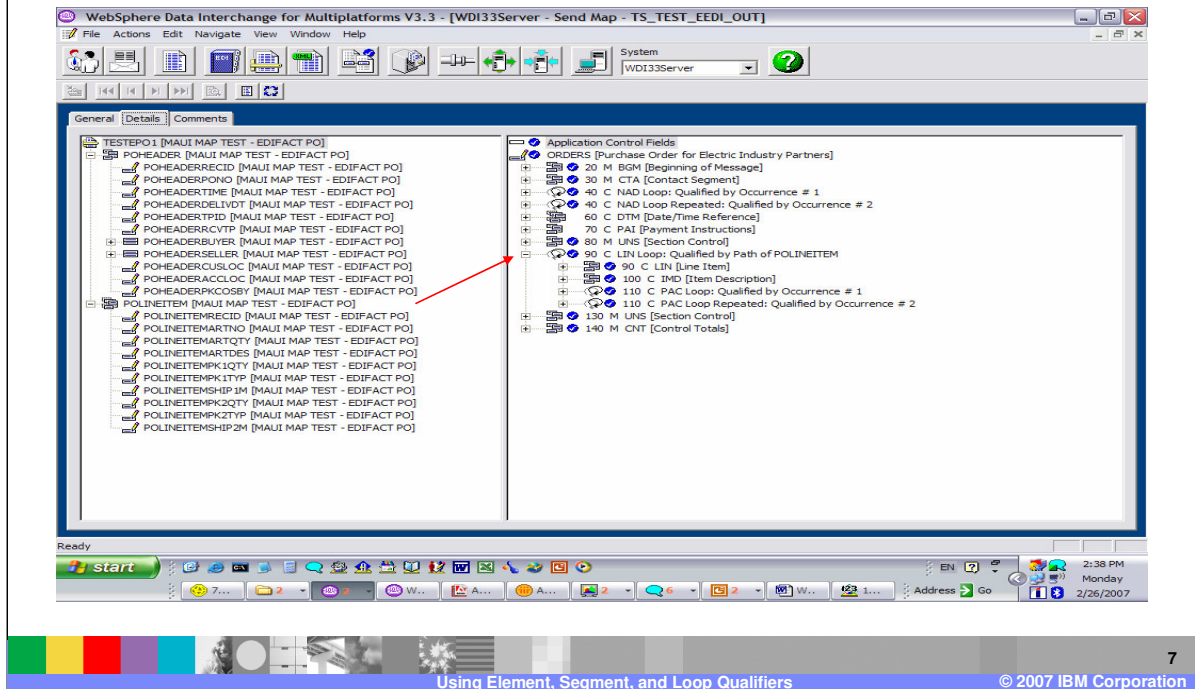 WebSphere Data Interchange for Multiplatforms V3.3 - [WDI33Server - Send Map - TS_TEST_EEDI_OUT]
File Actions Edit Navigate View Window Help
System
WDI33Server
General Details Comments
TESTEPO1 [MAUI MAP TEST - EDIFACT PO]
POHEADER [MAUI MAP TEST - EDIFACT PO]
POHEADERRECID [MAUI MAP TEST - EDIFACT PO]
POHEADERPONO [MAUI MAP TEST - EDIFACT PO]
POHEADERTIME [MAUI MAP TEST - EDIFACT PO]
POHEADERDELIVDT [MAUI MAP TEST - EDIFACT PO]
POHEADERTPID [MAUI MAP TEST - EDIFACT PO]
POHEADERRCVTP [MAUI MAP TEST - EDIFACT PO]
POHEADERBUYER [MAUI MAP TEST - EDIFACT PO]
POHEADERSELLER [MAUI MAP TEST - EDIFACT PO]
POHEADERCUSLOC [MAUI MAP TEST - EDIFACT PO]
POHEADERACCLOC [MAUI MAP TEST - EDIFACT PO]
POHEADERPKCOSBY [MAUI MAP TEST - EDIFACT PO]
POLINEITEM [MAUI MAP TEST - EDIFACT PO]
POLINEITEMRECID [MAUI MAP TEST - EDIFACT PO]
POLINEITEMARTNO [MAUI MAP TEST - EDIFACT PO]
POLINEITEMARTQTY [MAUI MAP TEST - EDIFACT PO]
POLINEITEMARTDES [MAUI MAP TEST - EDIFACT PO]
POLINEITEMPK1QTY [MAUI MAP TEST - EDIFACT PO]
POLINEITEMPK1TYP [MAUI MAP TEST - EDIFACT PO]
POLINEITEMSHIP1M [MAUI MAP TEST - EDIFACT PO]
POLINEITEMPK2QTY [MAUI MAP TEST - EDIFACT PO]
POLINEITEMPK2TYP [MAUI MAP TEST - EDIFACT PO]
POLINEITEMSHIP2M [MAUI MAP TEST - EDIFACT PO]
Application Control Fields
ORDERS [Purchase Order for Electric Industry Partners]
20 M BGM [Beginning of Message]
30 M CTA [Contact Segment]
40 C NAD Loop: Qualified by Occurrence # 1
40 C NAD Loop Repeated: Qualified by Occurrence # 2
60 C DTM [Date/Time Reference]
70 C PAI [Payment Instructions]
80 M UNS [Section Control]
90 C LIN Loop: Qualified by Path of POLINEITEM
90 C LIN [Line Item]
100 C IMD [Item Description]
110 C PAC Loop: Qualified by Occurrence # 1
110 C PAC Loop Repeated: Qualified by Occurrence # 2
130 M UNS [Section Control]
140 M CNT [Control Totals]
Ready
start
EN
2:38 PM
7... 2 W.. A... A... 2 6 2 W... 1... Address Go
Monday
2/26/2007
7
Using Element, Segment, and Loop Qualifiers
© 2007 IBM Corporation